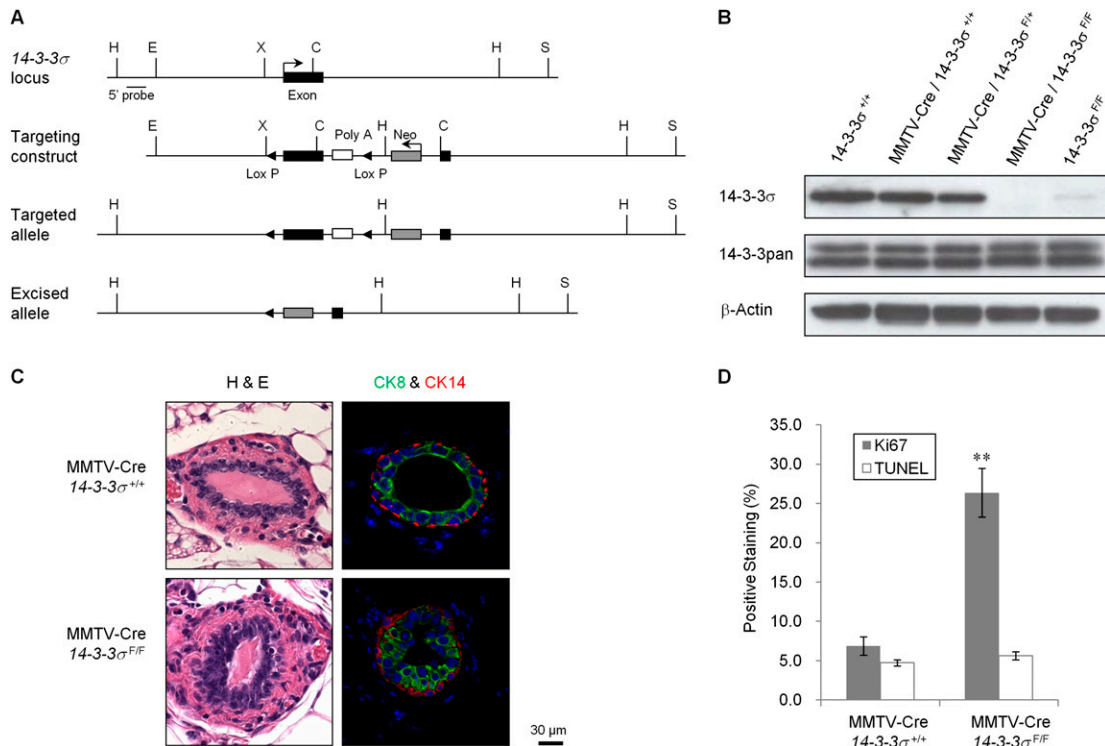 A
14-3-3σ
locus
H E X C H S
5' probe
Exon
Targeting
construct
E X C Poly A H Neo C H S
Lox P Lox P
Targeted
allele
H H H S
Excised
allele
H H H S
B
14-3-3σ+/+
MMTV-Cre / 14-3-3σ+/+
MMTV-Cre / 14-3-3σF/+
MMTV-Cre / 14-3-3σF/F
14-3-3σF/F
14-3-3σ
14-3-3pan
β-Actin
C
H & E
CK8 & CK14
MMTV-Cre
14-3-3σ+/+
MMTV-Cre
14-3-3σF/F
30 µm
D
Positive Staining (%)
35.0
30.0
25.0
20.0
15.0
10.0
5.0
0.0
Ki67
TUNEL
**
MMTV-Cre
14-3-3σ+/+
MMTV-Cre
14-3-3σF/F